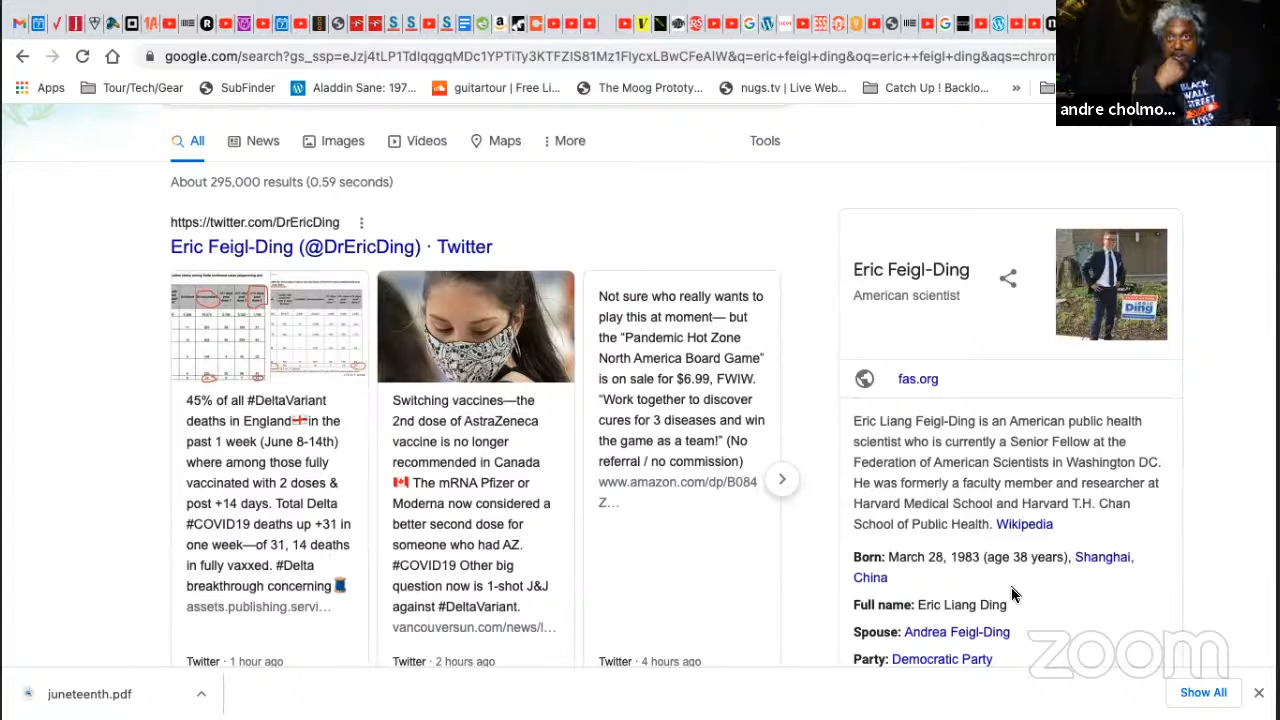 google.com/search?gs_ssp=eJzj4tLP1TdIqqgqMDc1YPTiTy3KTFZIS81Mz1FIycxLBwCFeAlW&q=eric+feigl+ding&oq=eric++feigl+ding&aqs=chrom
Apps Tour/Tech/Gear SubFinder Aladdin Sane: 197... guitartour | Free Li... The Moog Prototy... nugs.tv | Live Web... Catch Up ! Backlo... »
andre cholmo...
BLACK
WALL
STREET
LIVES
All News Images Videos Maps More Tools
About 295,000 results (0.59 seconds)
https://twitter.com/DrEricDing
Eric Feigl-Ding (@DrEricDing) · Twitter
45% of all #DeltaVariant
deaths in England🏴󠁧󠁢󠁥󠁮󠁧󠁿in the
past 1 week (June 8-14th)
where among those fully
vaccinated with 2 doses &
post +14 days. Total Delta
#COVID19 deaths up +31 in
one week—of 31, 14 deaths
in fully vaxxed. #Delta
breakthrough concerning🧵
assets.publishing.servi...
Twitter · 1 hour ago
Switching vaccines—the
2nd dose of AstraZeneca
vaccine is no longer
recommended in Canada
🇨🇦 The mRNA Pfizer or
Moderna now considered a
better second dose for
someone who had AZ.
#COVID19 Other big
question now is 1-shot J&J
against #DeltaVariant.
vancouversun.com/news/l...
Twitter · 2 hours ago
Not sure who really wants to
play this at moment— but
the “Pandemic Hot Zone
North America Board Game”
is on sale for $6.99, FWIW.
“Work together to discover
cures for 3 diseases and win
the game as a team!” (No
referral / no commission)
www.amazon.com/dp/B084
Z...
Twitter · 4 hours ago
Eric Feigl-Ding
American scientist
Ding
fas.org
Eric Liang Feigl-Ding is an American public health
scientist who is currently a Senior Fellow at the
Federation of American Scientists in Washington DC.
He was formerly a faculty member and researcher at
Harvard Medical School and Harvard T.H. Chan
School of Public Health. Wikipedia
Born: March 28, 1983 (age 38 years), Shanghai,
China
Full name: Eric Liang Ding
Spouse: Andrea Feigl-Ding
Party: Democratic Party
zoom
juneteenth.pdf
Show All